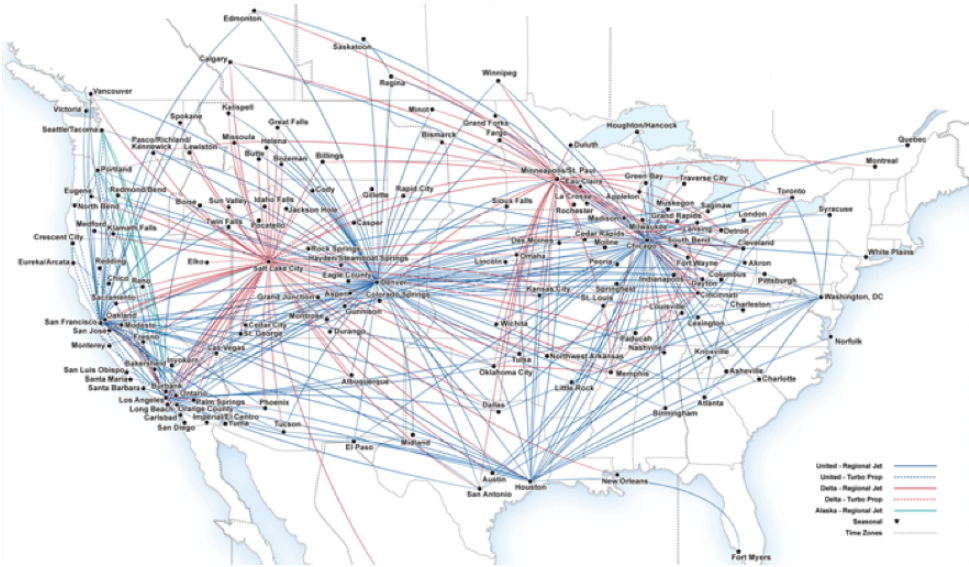 Edmonton
Saskatoon
Calgary
Winnipeg
Regina
Vancouver
Victoria
Kalispell
Minot
Grand Forks
Fargo
Quebec
Spokane
Great Falls
Houghton/Hancock
Seattle/Tacoma
Pasco/Richland/
Kennewick
Lewiston
Missoula
Helena
Bismarck
Duluth
Montreal
Butte
Bozeman
Billings
Minneapolis/St. Paul
Eau Claire
Green Bay
Traverse City
Portland
Toronto
Eugene
Redmond/Bend
Sun Valley
Idaho Falls
Cody
Gillette
Rapid City
La Crosse
Appleton
Muskegon
Saginaw
North Bend
Boise
Jackson Hole
Sioux Falls
Rochester
Madison
Milwaukee
Grand Rapids
London
Syracuse
Medford
Klamath Falls
Twin Falls
Pocatello
Casper
Cedar Rapids
Lansing
Detroit
Crescent City
Rock Springs
Des Moines
Moline
Chicago
South Bend
Cleveland
Eureka/Arcata
Redding
Elko
Salt Lake City
Hayden/Steamboat Springs
Lincoln
Omaha
Peoria
Fort Wayne
Akron
White Plains
Chico
Reno
Eagle County
Denver
Indianapolis
Columbus
Dayton
Pittsburgh
Sacramento
Grand Junction
Aspen
Colorado Springs
Kansas City
Springfield
St. Louis
Cincinnati
Washington, DC
Oakland
San Francisco
Modesto
San Jose
Montrose
Gunnison
Louisville
Charleston
Cedar City
St. George
Durango
Wichita
Lexington
Fresno
Monterey
Las Vegas
Paducah
Nashville
Norfolk
Bakersfield
Inyokern
Tulsa
Northwest Arkansas
Knoxville
San Luis Obispo
Santa Maria
Albuquerque
Oklahoma City
Memphis
Asheville
Charlotte
Santa Barbara
Burbank
Ontario
Little Rock
Los Angeles
Palm Springs
Phoenix
Dallas
Atlanta
Long Beach
Orange County
Birmingham
Carlsbad
Imperial/El Centro
San Diego
Yuma
Tucson
El Paso
Midland
Austin
Houston
New Orleans
San Antonio
Fort Myers
United - Regional Jet
United - Turbo Prop
Delta - Regional Jet
Delta - Turbo Prop
Alaska - Regional Jet
Seasonal
Time Zones